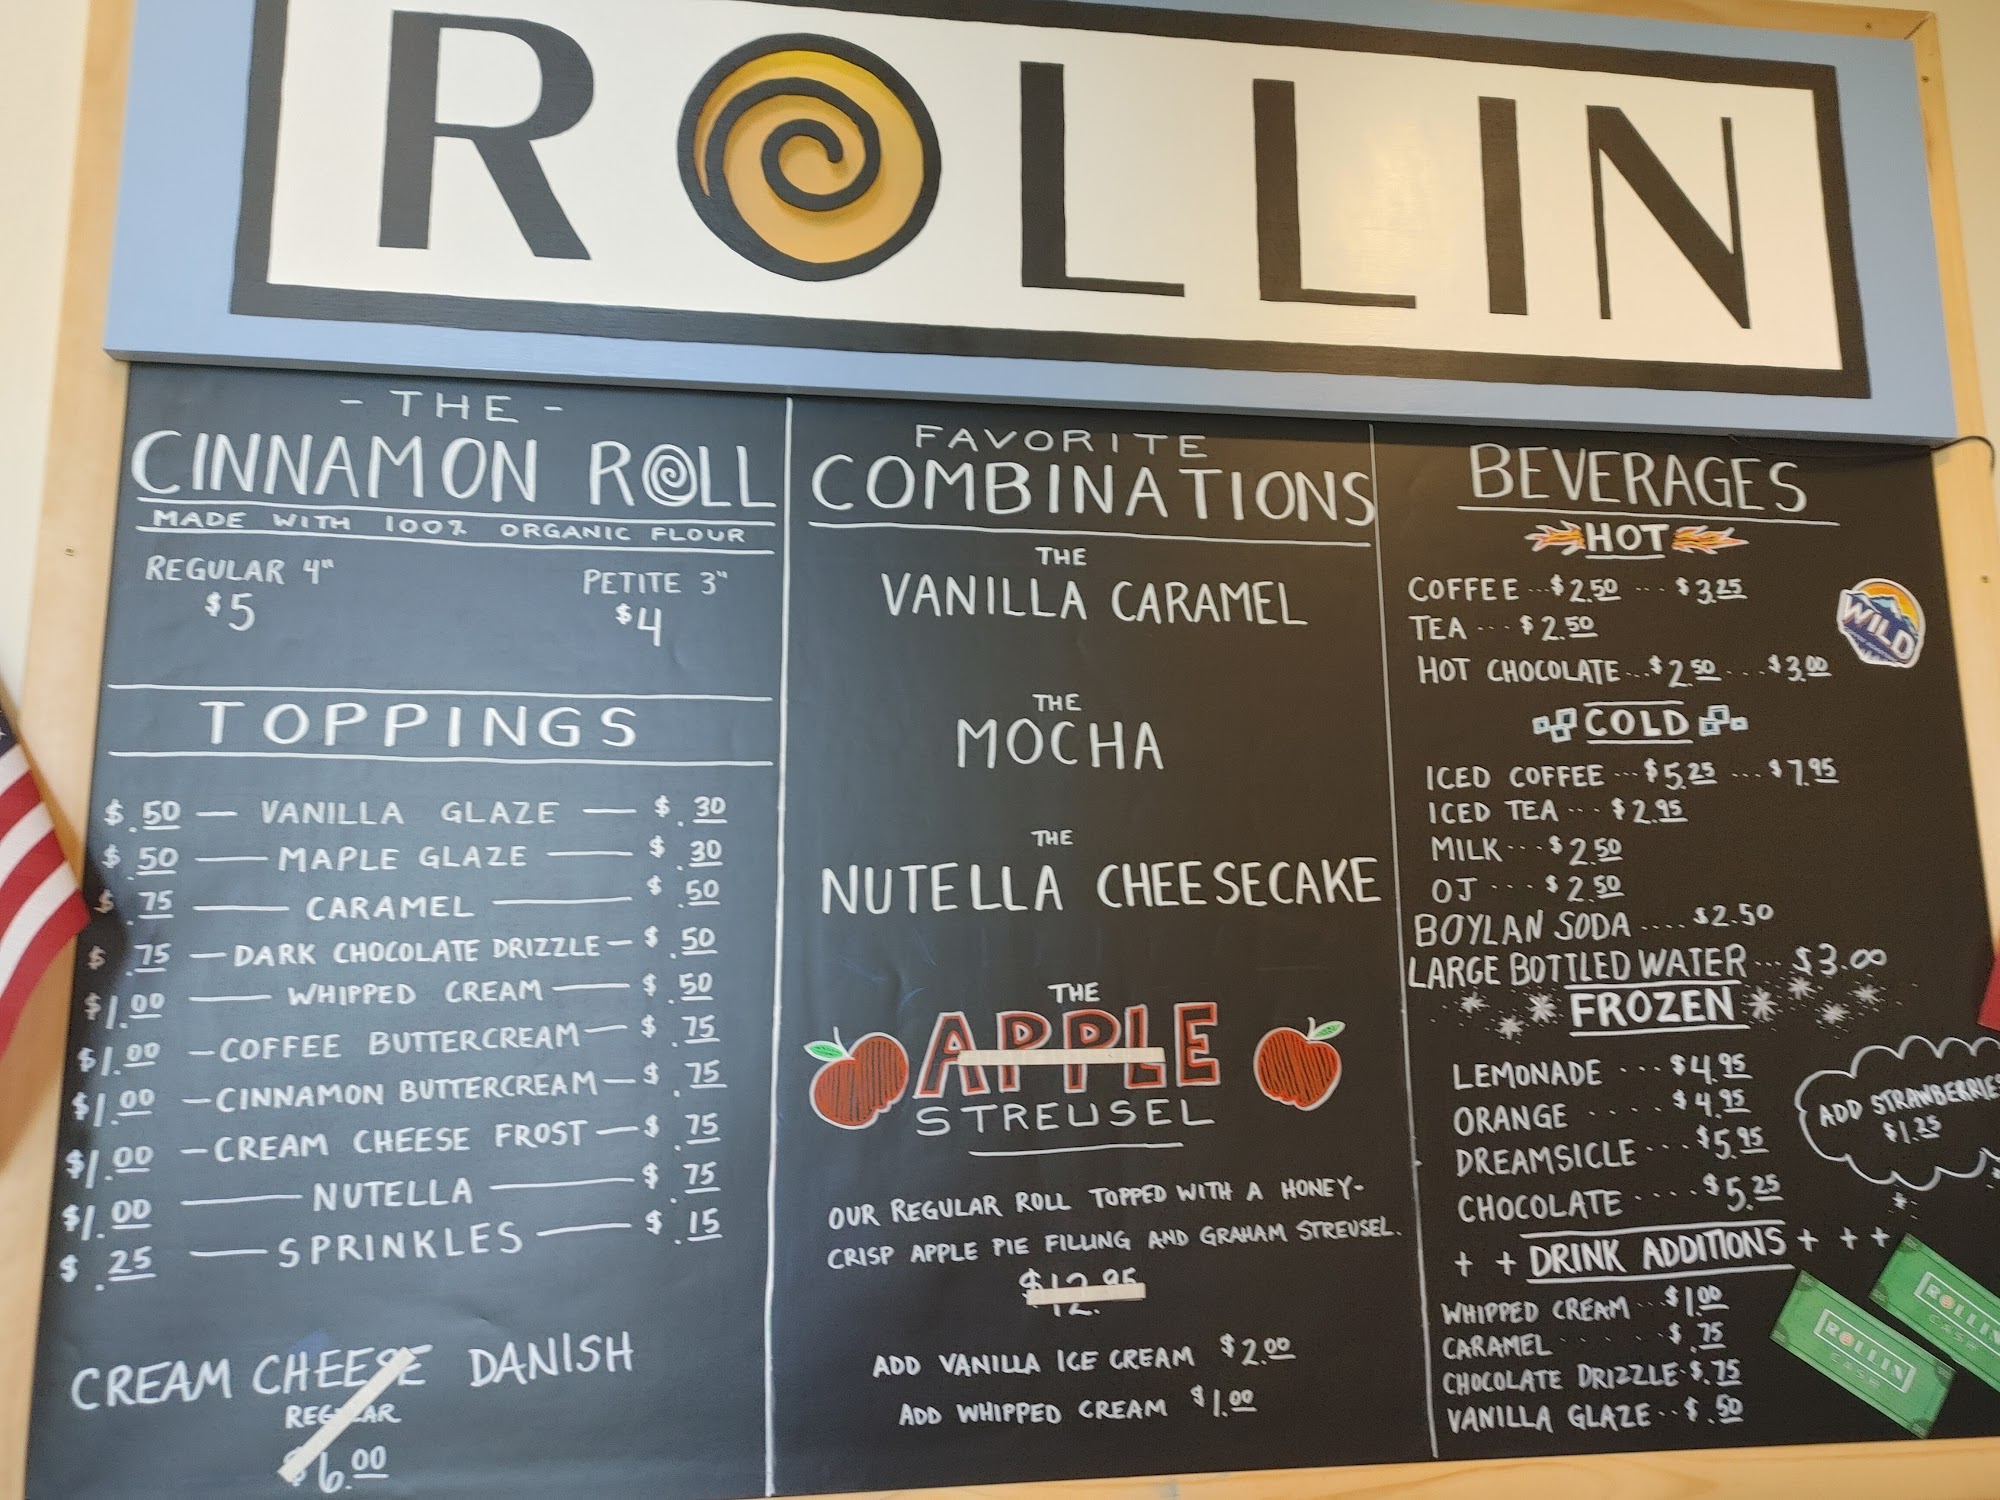 ROLLIN
- THE -
CINNAMON ROLL
MADE WITH 100% ORGANIC FLOUR
REGULAR 4" PETITE 3"
$5 $4
TOPPINGS
$.50 — VANILLA GLAZE — $.30
$.50 — MAPLE GLAZE — $.30
$.75 — CARAMEL — $.50
$.75 — DARK CHOCOLATE DRIZZLE — $.50
$1.00 — WHIPPED CREAM — $.50
$1.00 — COFFEE BUTTERCREAM — $.75
$1.00 — CINNAMON BUTTERCREAM — $.75
$1.00 — CREAM CHEESE FROST — $.75
$1.00 — NUTELLA — $.75
$.25 — SPRINKLES — $.15
CREAM CHEESE DANISH
REGULAR
$6.00
FAVORITE
COMBINATIONS
THE
VANILLA CARAMEL
THE
MOCHA
THE
NUTELLA CHEESECAKE
THE
APPLE
STREUSEL
OUR REGULAR ROLL TOPPED WITH A HONEY-
CRISP APPLE PIE FILLING AND GRAHAM STREUSEL.
$12.95
ADD VANILLA ICE CREAM $2.00
ADD WHIPPED CREAM $1.00
BEVERAGES
HOT
COFFEE...$2.50 ... $3.25
TEA ... $2.50
HOT CHOCOLATE...$2.50 ... $3.00
WILD
COLD
ICED COFFEE ...$5.25 ...$7.95
ICED TEA ... $2.95
MILK...$2.50
OJ .... $2.50
BOYLAN SODA .... $2.50
LARGE BOTTLED WATER ... $3.00
FROZEN
LEMONADE ... $4.95
ORANGE ..... $4.95
DREAMSICLE ... $5.95
CHOCOLATE .... $5.25
ADD STRAWBERRIES
$1.25
+ + DRINK ADDITIONS + + +
WHIPPED CREAM ..$1.00
CARAMEL ..... $.75
CHOCOLATE DRIZZLE.$.75
VANILLA GLAZE..$.50
ROLLIN
CASH
ROLLIN
CASH